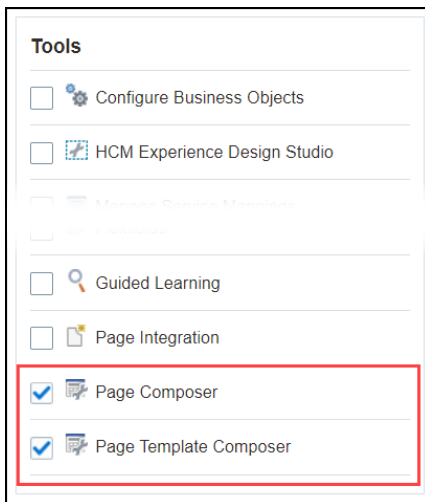 Tools
Configure Business Objects
HCM Experience Design Studio
Guided Learning
Page Integration
Page Composer
Page Template Composer